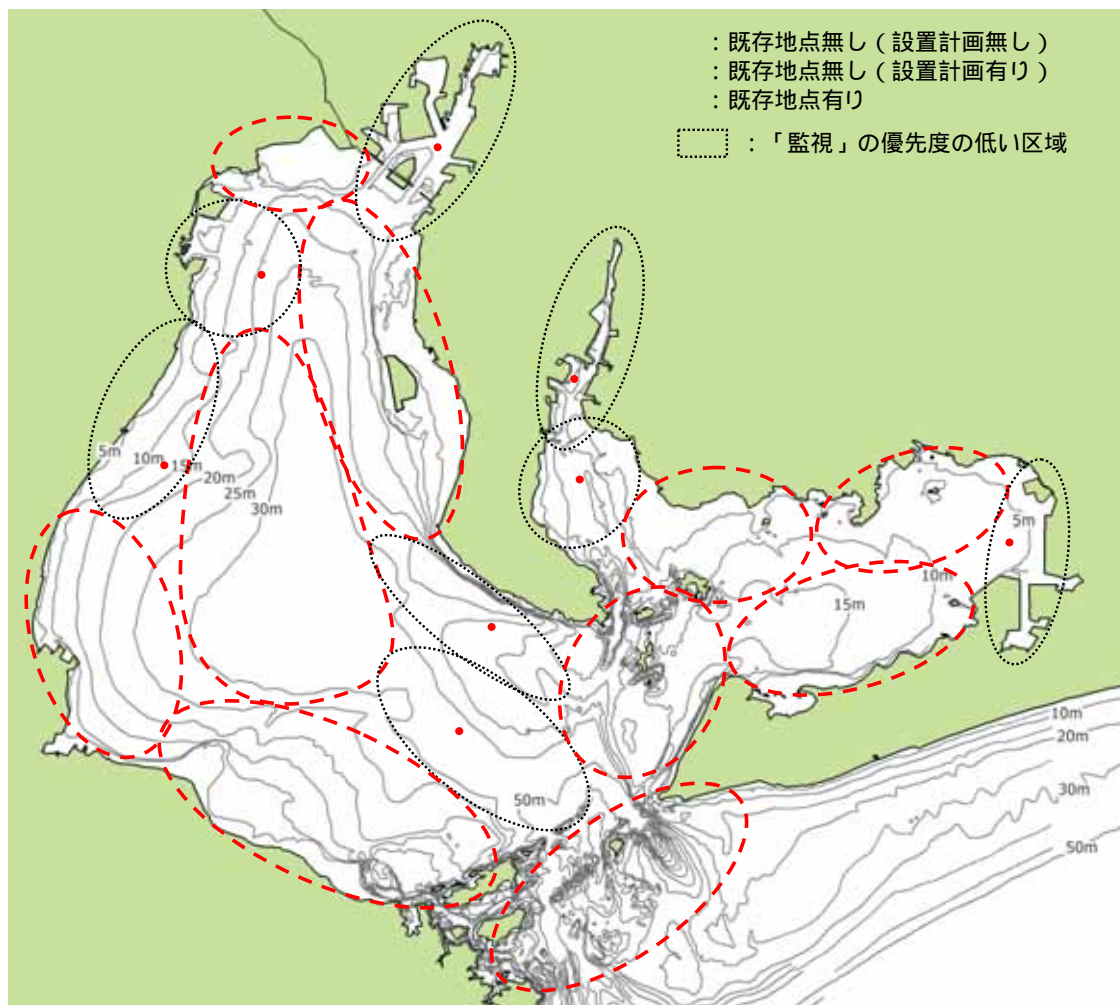 ：既存地点無し（設置計画無し）
：既存地点無し（設置計画有り）
：既存地点有り
：「監視」の優先度の低い区域
5m
10m
15m
20m
25m
30m
5m
10m
15m
50m
10m
20m
30m
50m